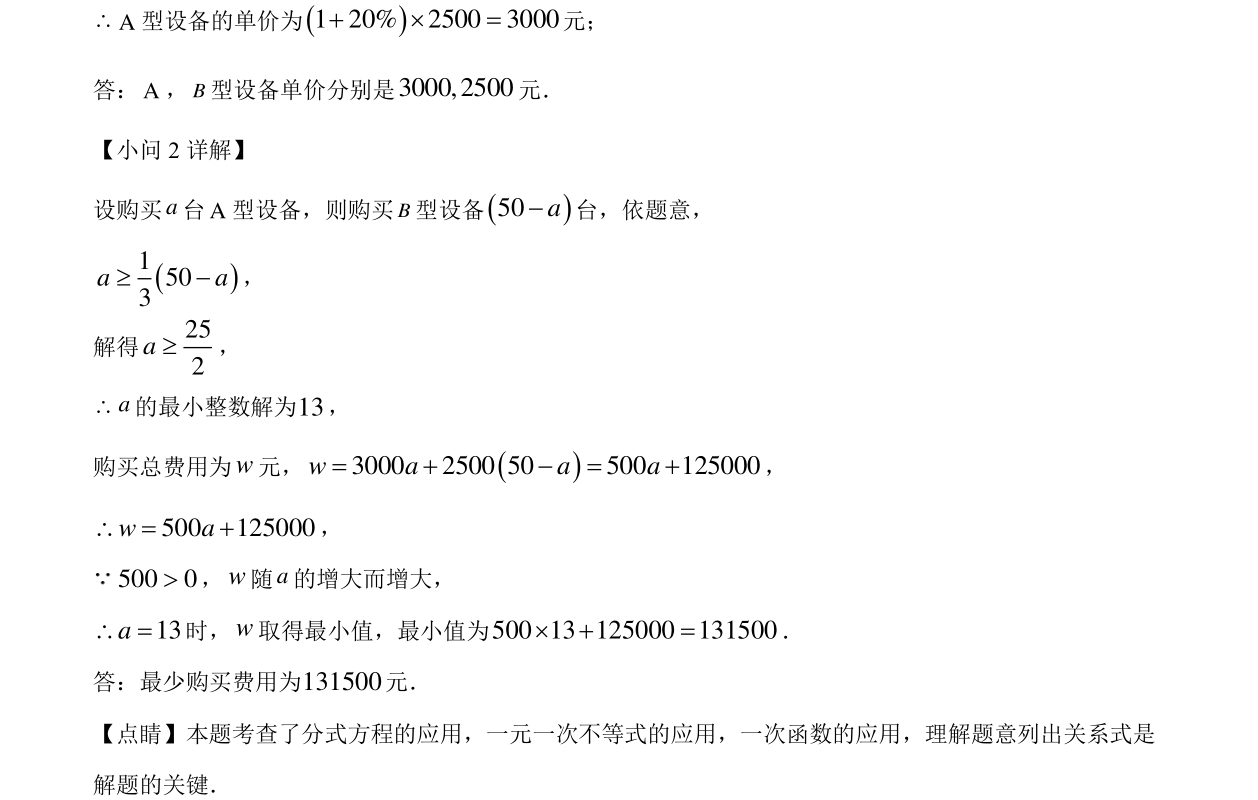 ∴ A 型设备的单价为(1+20%)×2500=3000元；
答：A，B型设备单价分别是3000,2500元．
【小问 2 详解】
设购买a台A 型设备，则购买B型设备(50−a)台，依题意，
a≥1/3(50−a)，
解得a≥25/2，
∴a的最小整数解为13，
购买总费用为w元，w=3000a+2500(50−a)=500a+125000，
∴w=500a+125000，
∵500>0，w随a的增大而增大，
∴a=13时，w取得最小值，最小值为500×13+125000=131500．
答：最少购买费用为131500元．
【点睛】本题考查了分式方程的应用，一元一次不等式的应用，一次函数的应用，理解题意列出关系式是
解题的关键．